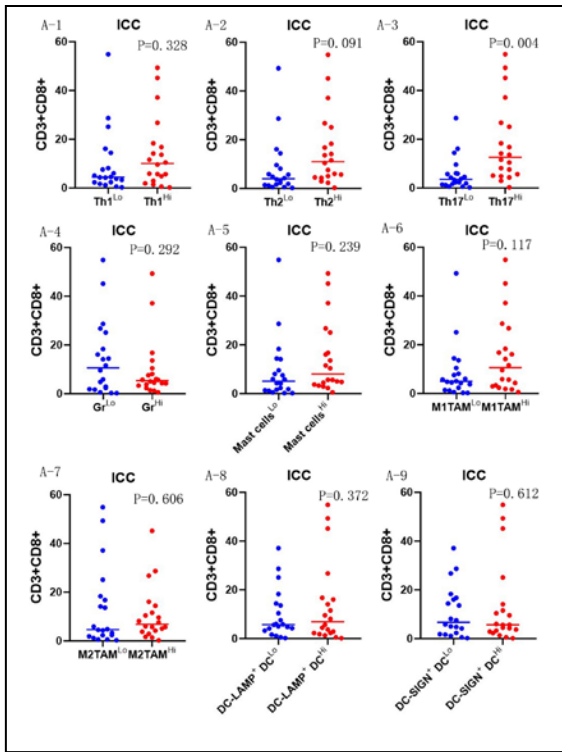 A-1 ICC P=0.328
CD3+CD8+
60
40
20
0
Th1Lo Th1Hi
A-2 ICC P=0.091
CD3+CD8+
60
40
20
0
Th2Lo Th2Hi
A-3 ICC P=0.004
CD3+CD8+
60
40
20
0
Th17Lo Th17Hi
A-4 ICC P=0.292
CD3+CD8+
60
40
20
0
GrLo GrHi
A-5 ICC P=0.239
CD3+CD8+
60
40
20
0
Mast cellsLo Mast cellsHi
A-6 ICC P=0.117
CD3+CD8+
60
40
20
0
M1TAMLo M1TAMHi
A-7 ICC P=0.606
CD3+CD8+
60
40
20
0
M2TAMLo M2TAMHi
A-8 ICC P=0.372
CD3+CD8+
60
40
20
0
DC-LAMP+ DCLo DC-LAMP+ DCHi
A-9 ICC P=0.612
CD3+CD8+
60
40
20
0
DC-SIGN+ DCLo DC-SIGN+ DCHi